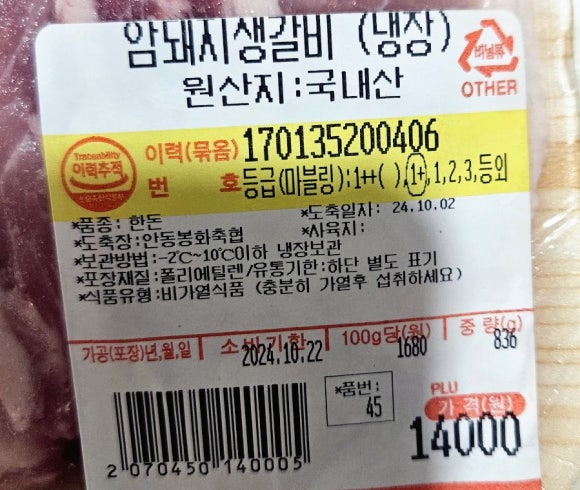 암돼지생갈비 (냉장)
원산지:국내산
비닐류
OTHER
Traceability
이력추적
이력(묶음) 170135200406
번 호 등급(마블링):1++( ),1+,1,2,3,등외
*품종: 한돈 *도축일자: 24.10.02
*도축장:안동봉화축협 *사육지:
*보관방법:-2℃~10℃이하 냉장보관
*포장재질:폴리에틸렌/유통기한:하단 별도 표기
*식품유형:비가열식품 (충분히 가열후 섭취하세요)
가공(포장)년,월,일 소비기한 100g당(원) 중 량(g)
2024.10.22 1680 836
*품번:
45
PLU
가 격(원)
14000
2 070450 140005